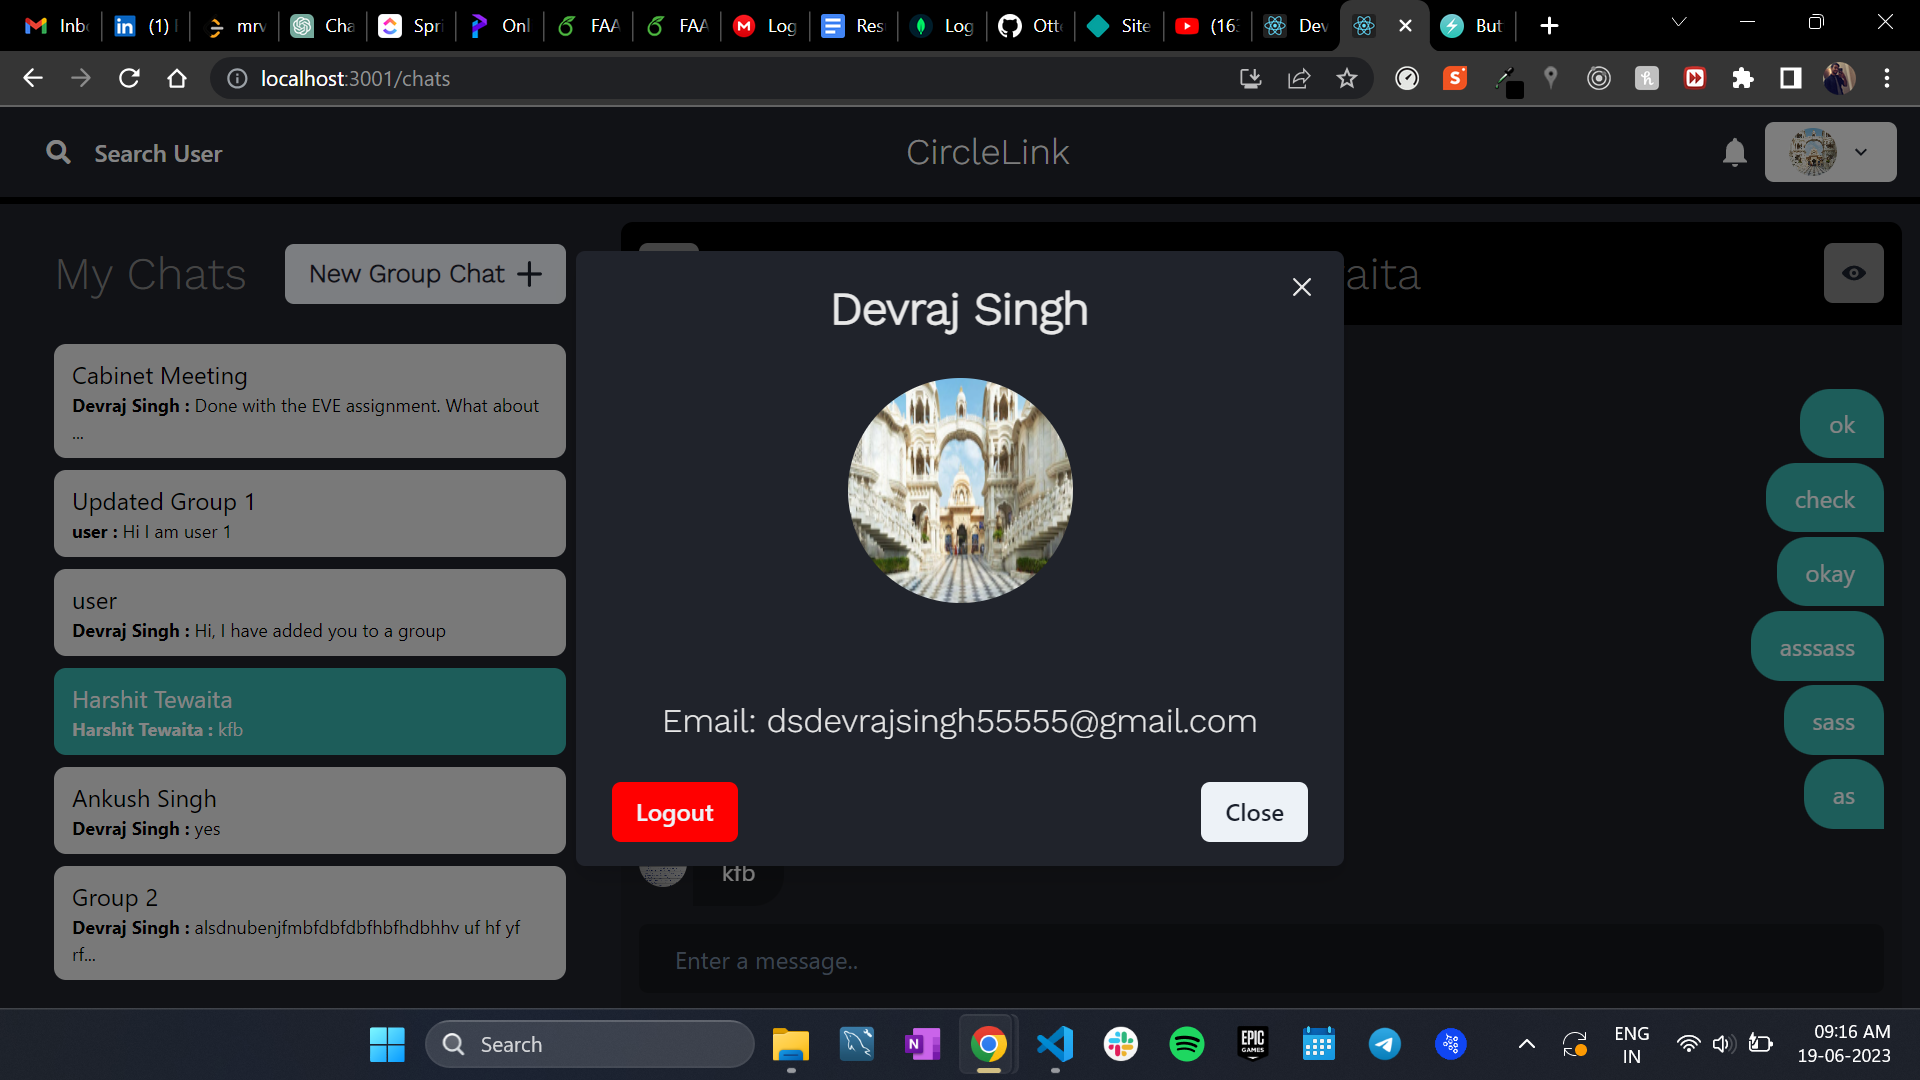 Inb
(1)
mrv
Cha
Spri
Onl
FAA
FAA
Log
Res
Log
Ott
Site
(163
Dev
But
localhost:3001/chats
Search User
CircleLink
My Chats
New Group Chat +
aita
Devraj Singh
Cabinet Meeting
Devraj Singh : Done with the EVE assignment. What about
...
Updated Group 1
user : Hi I am user 1
user
Devraj Singh : Hi, I have added you to a group
Harshit Tewaita
Harshit Tewaita : kfb
Ankush Singh
Devraj Singh : yes
Group 2
Devraj Singh : alsdnubenjfmbfdbfdbfhbfhdbhhv uf hf yf
rf...
Email: dsdevrajsingh55555@gmail.com
Logout
Close
ok
check
okay
asssass
sass
as
kfb
Enter a message..
Search
EPIC
GAMES
ENG
IN
09:16 AM
19-06-2023